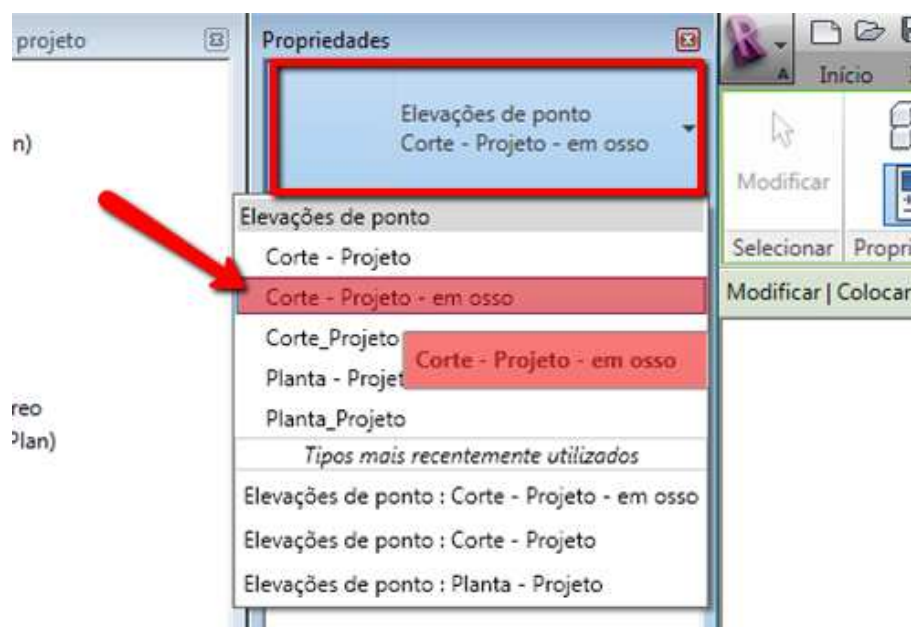 projeto
n)
reo
Plan)
Propriedades
Elevações de ponto
Corte - Projeto - em osso
Elevações de ponto
Corte - Projeto
Corte - Projeto - em osso
Corte_Projeto
Corte - Projeto - em osso
Planta - Projet
Planta_Projeto
Tipos mais recentemente utilizados
Elevações de ponto : Corte - Projeto - em osso
Elevações de ponto : Corte - Projeto
Elevações de ponto : Planta - Projeto
A Início
Modificar
Selecionar Propri
Modificar | Colocar